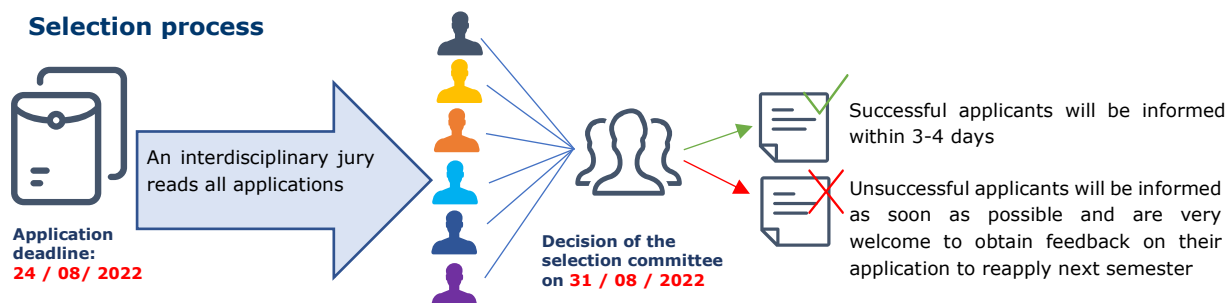 Selection process
An interdisciplinary jury
reads all applications
Application
deadline:
24 / 08/ 2022
Decision of the
selection committee
on 31 / 08 / 2022
Successful applicants will be informed
within 3-4 days
Unsuccessful applicants will be informed
as soon as possible and are very
welcome to obtain feedback on their
application to reapply next semester